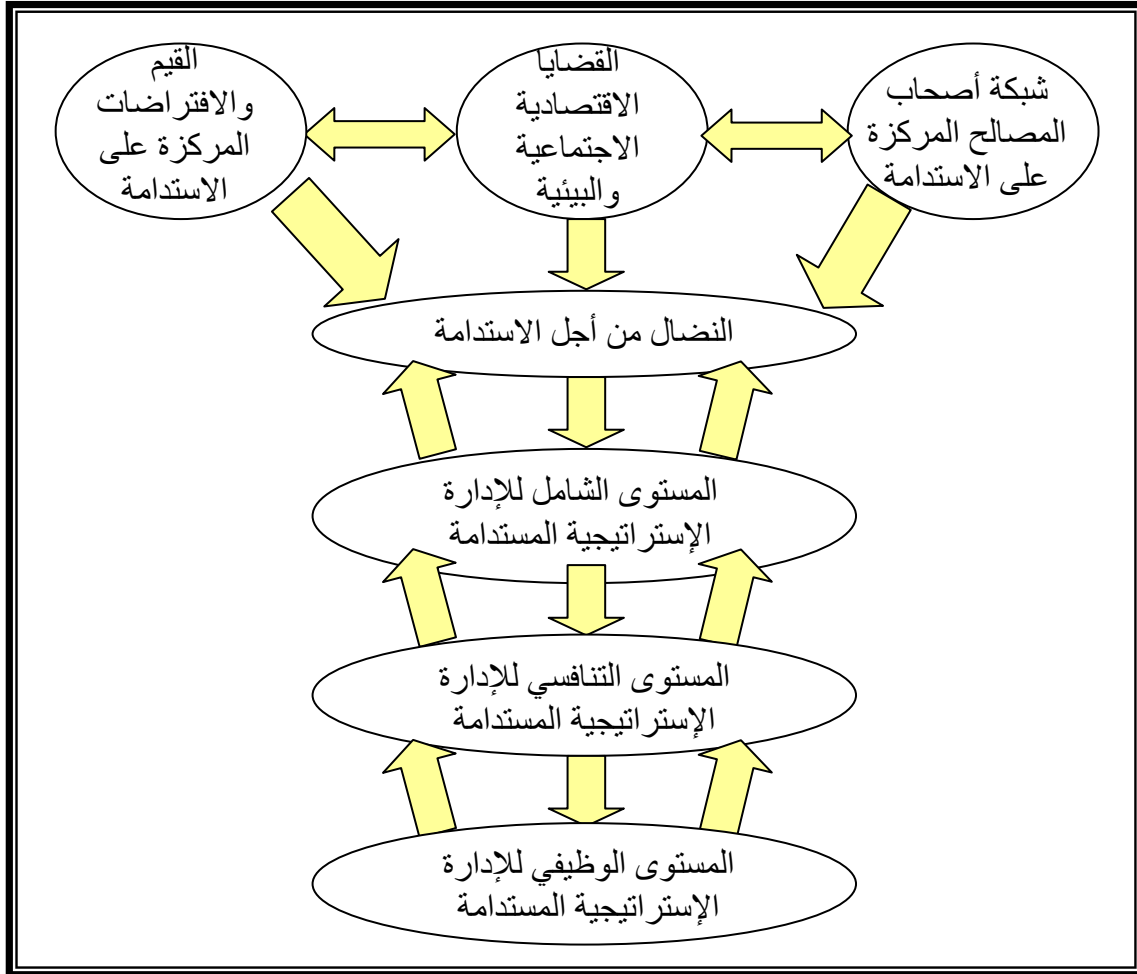 شبكة أصحاب
المصالح المركزة
على الاستدامة
القضايا
الاقتصادية
الاجتماعية
والبيئية
القيم
والافتراضات
المركزة على
الاستدامة
النضال من أجل الاستدامة
المستوى الشامل للإدارة
الإستراتيجية المستدامة
المستوى التنافسي للإدارة
الإستراتيجية المستدامة
المستوى الوظيفي للإدارة
الإستراتيجية المستدامة